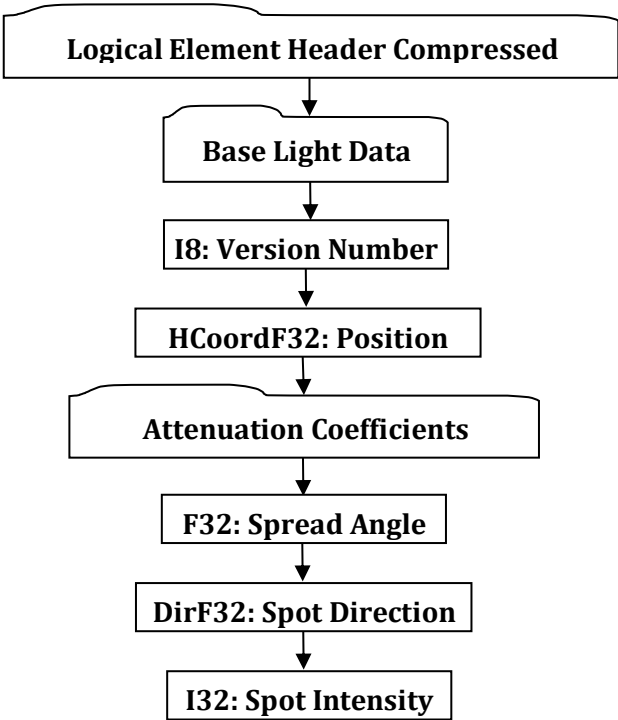 Logical Element Header Compressed
Base Light Data
I8: Version Number
HCoordF32: Position
Attenuation Coefficients
F32: Spread Angle
DirF32: Spot Direction
I32: Spot Intensity